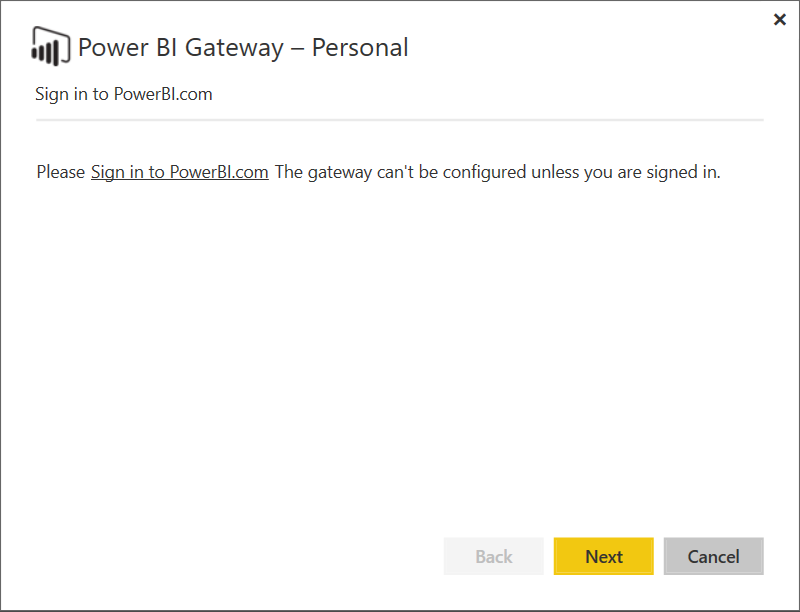 Power BI Gateway – Personal
Sign in to PowerBI.com
Please Sign in to PowerBI.com The gateway can't be configured unless you are signed in.
Back Next Cancel